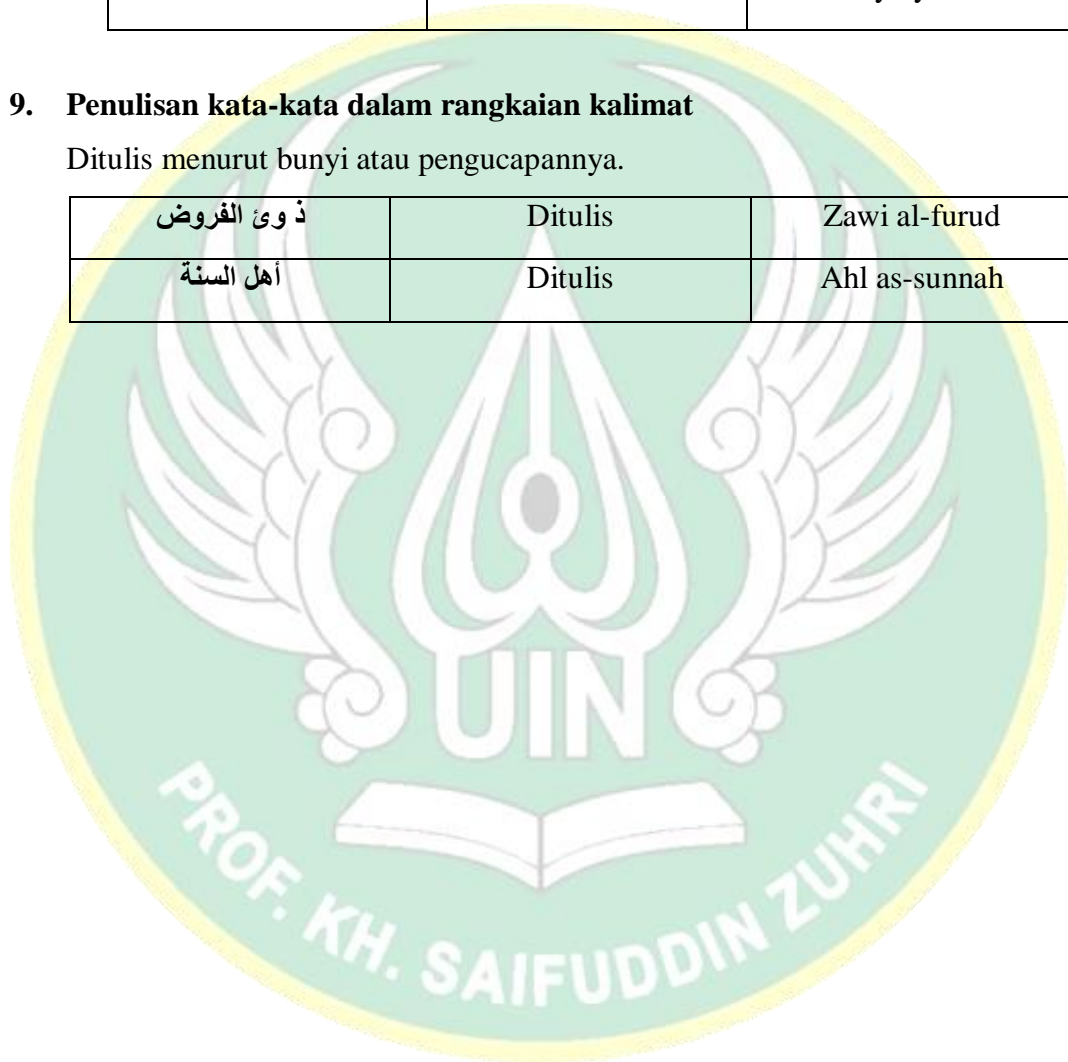 9. Penulisan kata-kata dalam rangkaian kalimat
Ditulis menurut bunyi atau pengucapannya.
ذ وئ الفروض Ditulis Zawi al-furud
أهل السنة Ditulis Ahl as-sunnah
UIN
PROF. KH. SAIFUDDIN ZUHRI